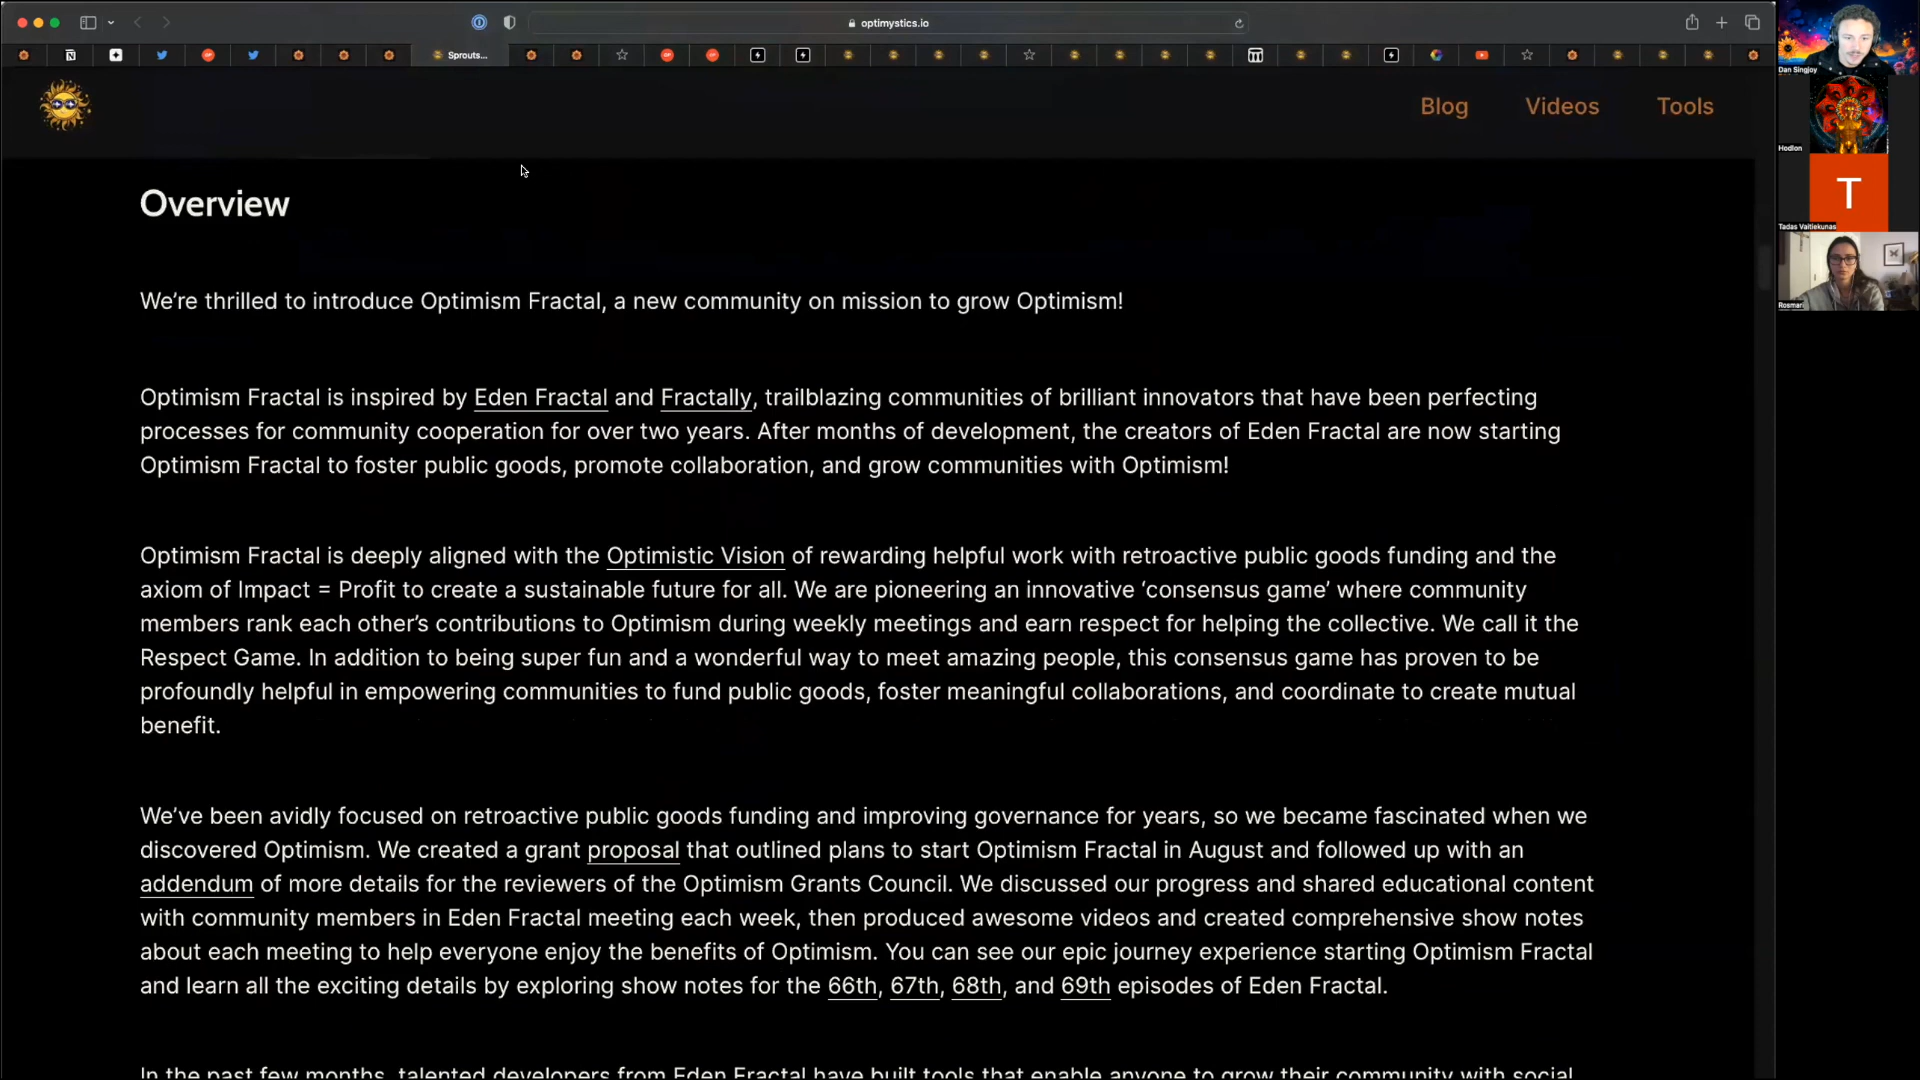 optimystics.io
Sprouts...
Blog
Videos
Tools
Overview
We’re thrilled to introduce Optimism Fractal, a new community on mission to grow Optimism!
Optimism Fractal is inspired by Eden Fractal and Fractally, trailblazing communities of brilliant innovators that have been perfecting
processes for community cooperation for over two years. After months of development, the creators of Eden Fractal are now starting
Optimism Fractal to foster public goods, promote collaboration, and grow communities with Optimism!
Optimism Fractal is deeply aligned with the Optimistic Vision of rewarding helpful work with retroactive public goods funding and the
axiom of Impact = Profit to create a sustainable future for all. We are pioneering an innovative ‘consensus game’ where community
members rank each other’s contributions to Optimism during weekly meetings and earn respect for helping the collective. We call it the
Respect Game. In addition to being super fun and a wonderful way to meet amazing people, this consensus game has proven to be
profoundly helpful in empowering communities to fund public goods, foster meaningful collaborations, and coordinate to create mutual
benefit.
We’ve been avidly focused on retroactive public goods funding and improving governance for years, so we became fascinated when we
discovered Optimism. We created a grant proposal that outlined plans to start Optimism Fractal in August and followed up with an
addendum of more details for the reviewers of the Optimism Grants Council. We discussed our progress and shared educational content
with community members in Eden Fractal meeting each week, then produced awesome videos and created comprehensive show notes
about each meeting to help everyone enjoy the benefits of Optimism. You can see our epic journey experience starting Optimism Fractal
and learn all the exciting details by exploring show notes for the 66th, 67th, 68th, and 69th episodes of Eden Fractal.
In the past few months, talented developers from Eden Fractal have built tools that enable anyone to grow their community with social
Dan Singjoy
Hodlon
T
Tadas Vaitiekunas
Rosmari